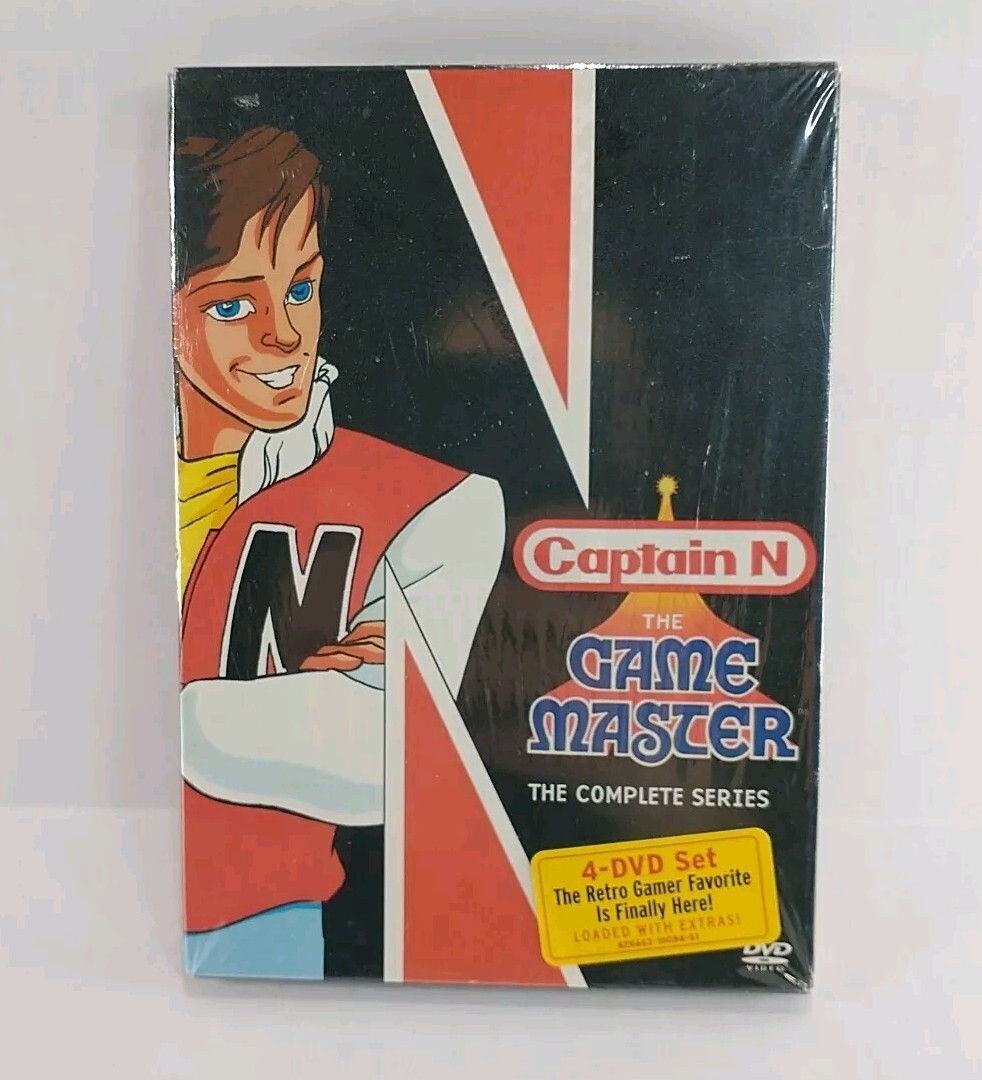 N
Captain N
THE
GAME
MASTER
THE COMPLETE SERIES
4-DVD Set
The Retro Gamer Favorite
Is Finally Here!
LOADED WITH EXTRAS!
DVD
VIDEO